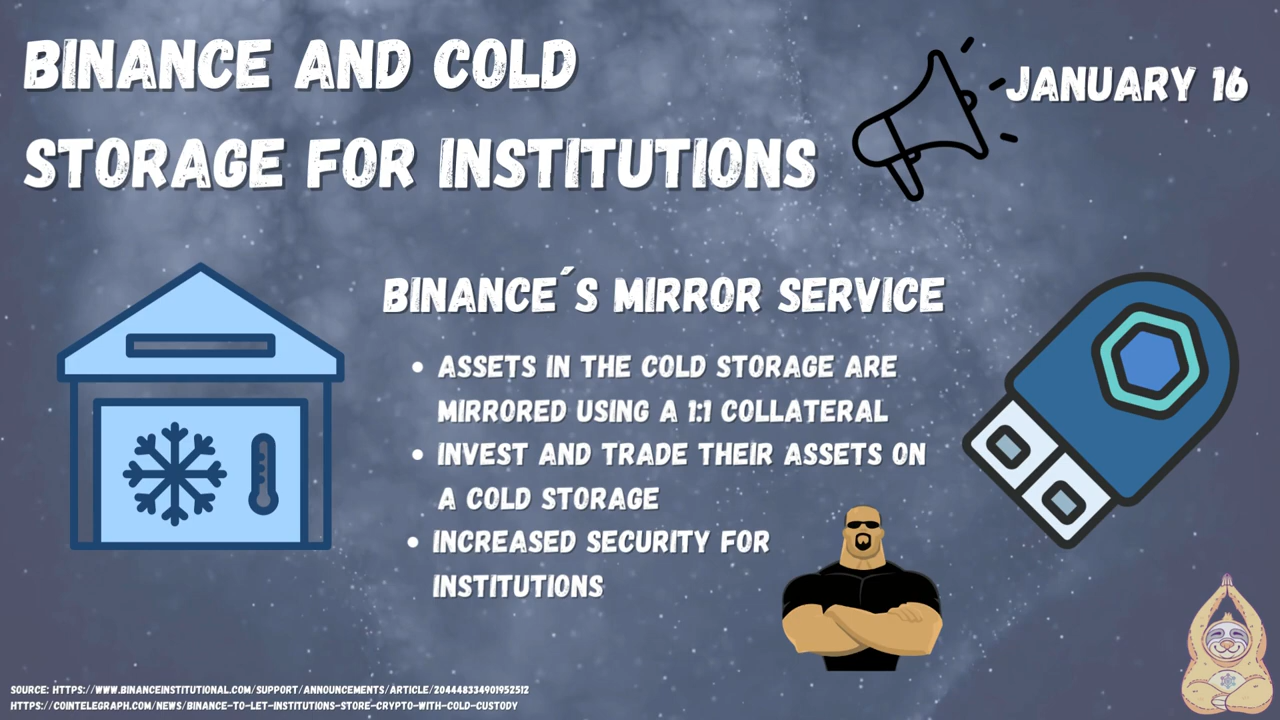 BINANCE AND COLD
STORAGE FOR INSTITUTIONS
JANUARY 16
BINANCE´S MIRROR SERVICE
• ASSETS IN THE COLD STORAGE ARE
MIRRORED USING A 1:1 COLLATERAL
• INVEST AND TRADE THEIR ASSETS ON
A COLD STORAGE
• INCREASED SECURITY FOR
INSTITUTIONS
SOURCE: HTTPS://WWW.BINANCEINSTITUTIONAL.COM/SUPPORT/ANNOUNCEMENTS/ARTICLE/204448334901952512
HTTPS://COINTELEGRAPH.COM/NEWS/BINANCE-TO-LET-INSTITUTIONS-STORE-CRYPTO-WITH-COLD-CUSTODY